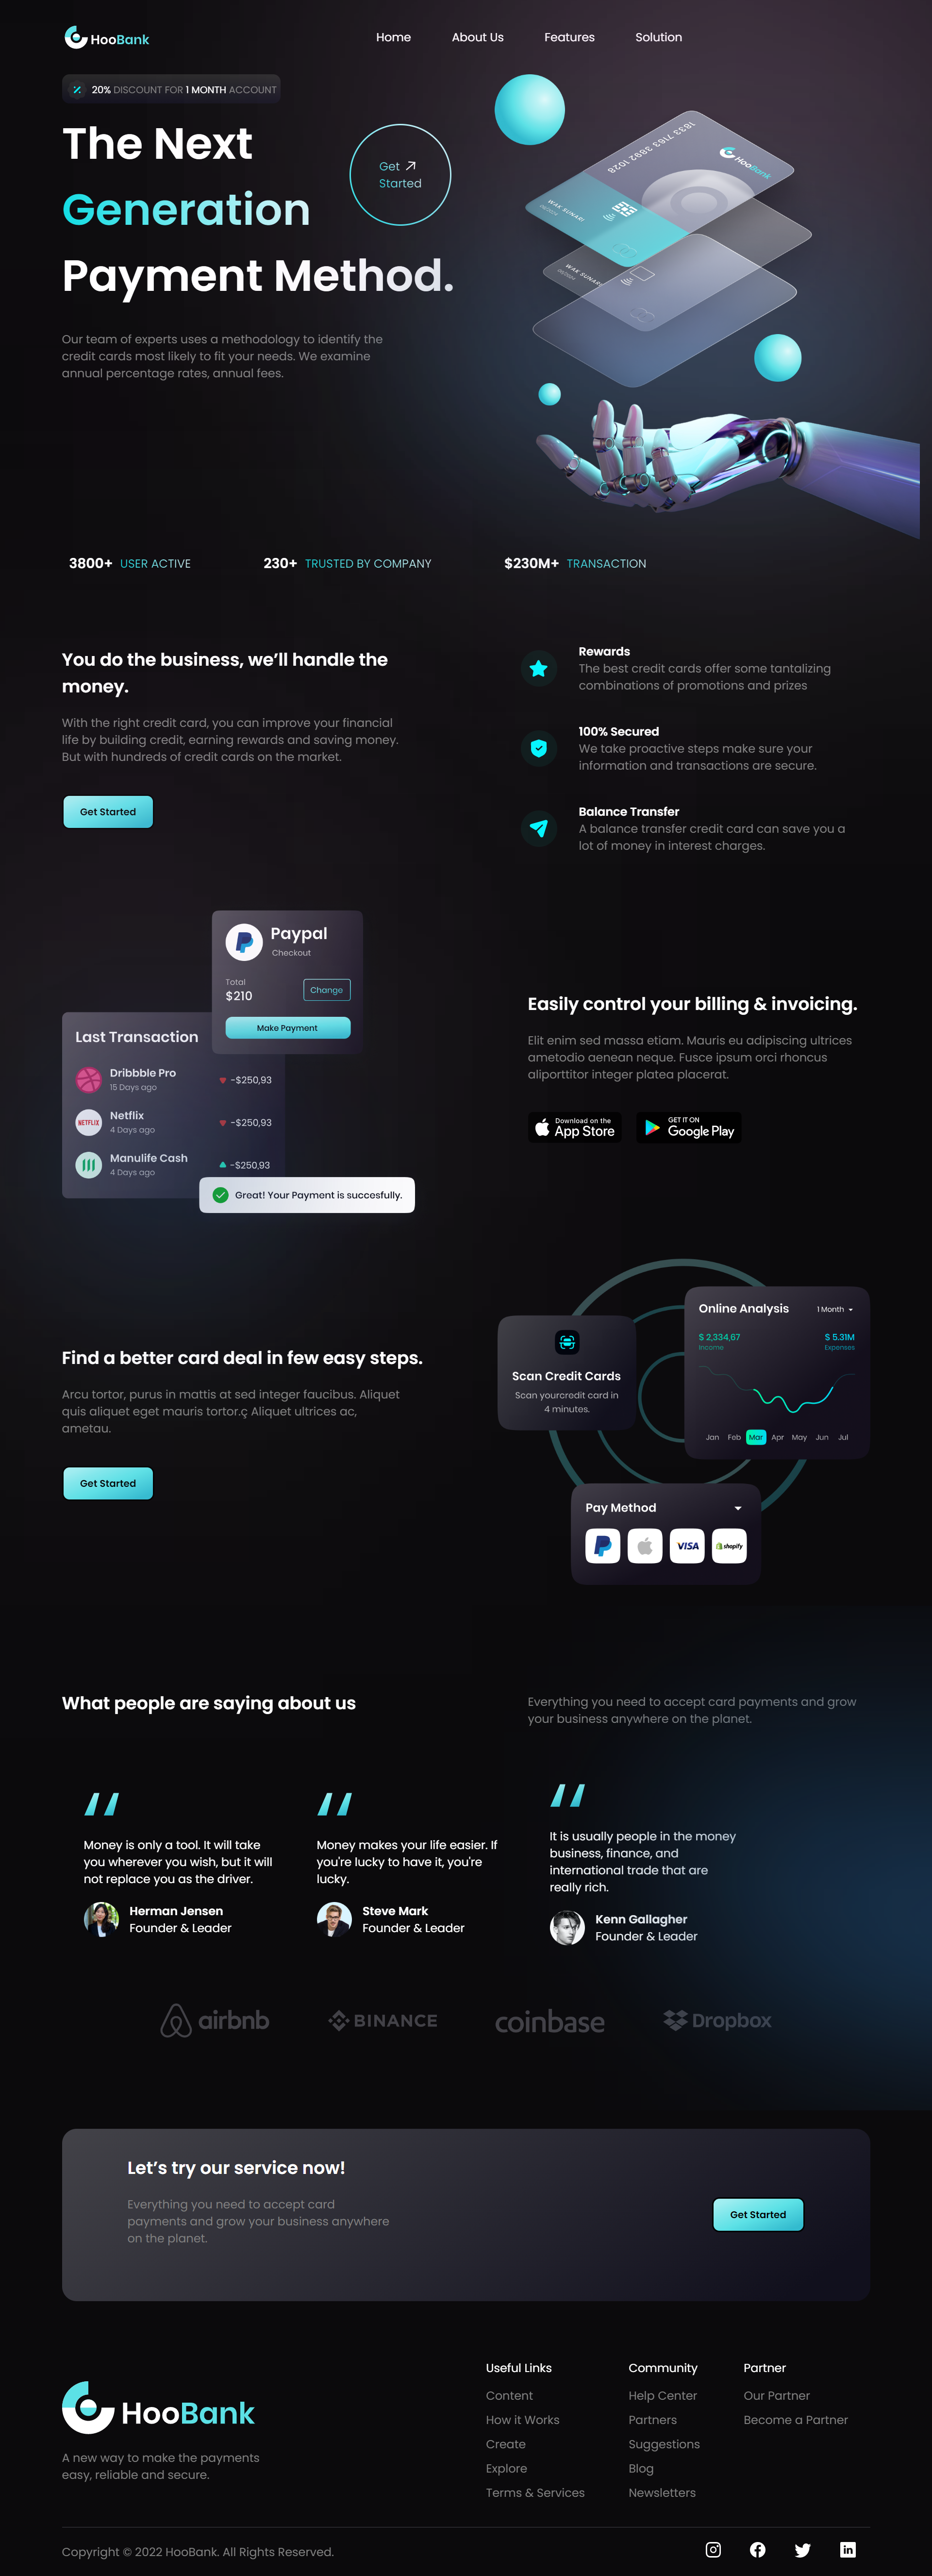 HooBank
Home
About Us
Features
Solution
20% DISCOUNT FOR 1 MONTH ACCOUNT
The Next
Generation
Payment Method.
Get
Started
1833 7163 3892 1028
HooBank
WAK SUNARI
WAK SUNARI
Our team of experts uses a methodology to identify the
credit cards most likely to fit your needs. We examine
annual percentage rates, annual fees.
3800+ USER ACTIVE
230+ TRUSTED BY COMPANY
$230M+ TRANSACTION
You do the business, we’ll handle the
money.
With the right credit card, you can improve your financial
life by building credit, earning rewards and saving money.
But with hundreds of credit cards on the market.
Get Started
Rewards
The best credit cards offer some tantalizing
combinations of promotions and prizes
100% Secured
We take proactive steps make sure your
information and transactions are secure.
Balance Transfer
A balance transfer credit card can save you a
lot of money in interest charges.
Paypal
Checkout
Total
$210
Change
Make Payment
Last Transaction
Dribbble Pro
15 Days ago
-$250,93
NETFLIX
Netflix
4 Days ago
-$250,93
Manulife Cash
4 Days ago
-$250,93
Great! Your Payment is succesfully.
Easily control your billing & invoicing.
Elit enim sed massa etiam. Mauris eu adipiscing ultrices
ametodio aenean neque. Fusce ipsum orci rhoncus
aliporttitor integer platea placerat.
Download on the
App Store
GET IT ON
Google Play
Find a better card deal in few easy steps.
Arcu tortor, purus in mattis at sed integer faucibus. Aliquet
quis aliquet eget mauris tortor.ç Aliquet ultrices ac,
ametau.
Get Started
Scan Credit Cards
Scan yourcredit card in
4 minutes.
Online Analysis
1 Month
$ 2,334,67
Income
$ 5.31M
Expenses
Jan Feb Mar Apr May Jun Jul
Pay Method
VISA
shopify
What people are saying about us
Everything you need to accept card payments and grow
your business anywhere on the planet.
Money is only a tool. It will take
you wherever you wish, but it will
not replace you as the driver.
Herman Jensen
Founder & Leader
Money makes your life easier. If
you're lucky to have it, you're
lucky.
Steve Mark
Founder & Leader
It is usually people in the money
business, finance, and
international trade that are
really rich.
Kenn Gallagher
Founder & Leader
airbnb
BINANCE
coinbase
Dropbox
Let’s try our service now!
Everything you need to accept card
payments and grow your business anywhere
on the planet.
Get Started
HooBank
A new way to make the payments
easy, reliable and secure.
Useful Links
Content
How it Works
Create
Explore
Terms & Services
Community
Help Center
Partners
Suggestions
Blog
Newsletters
Partner
Our Partner
Become a Partner
Copyright © 2022 HooBank. All Rights Reserved.
in